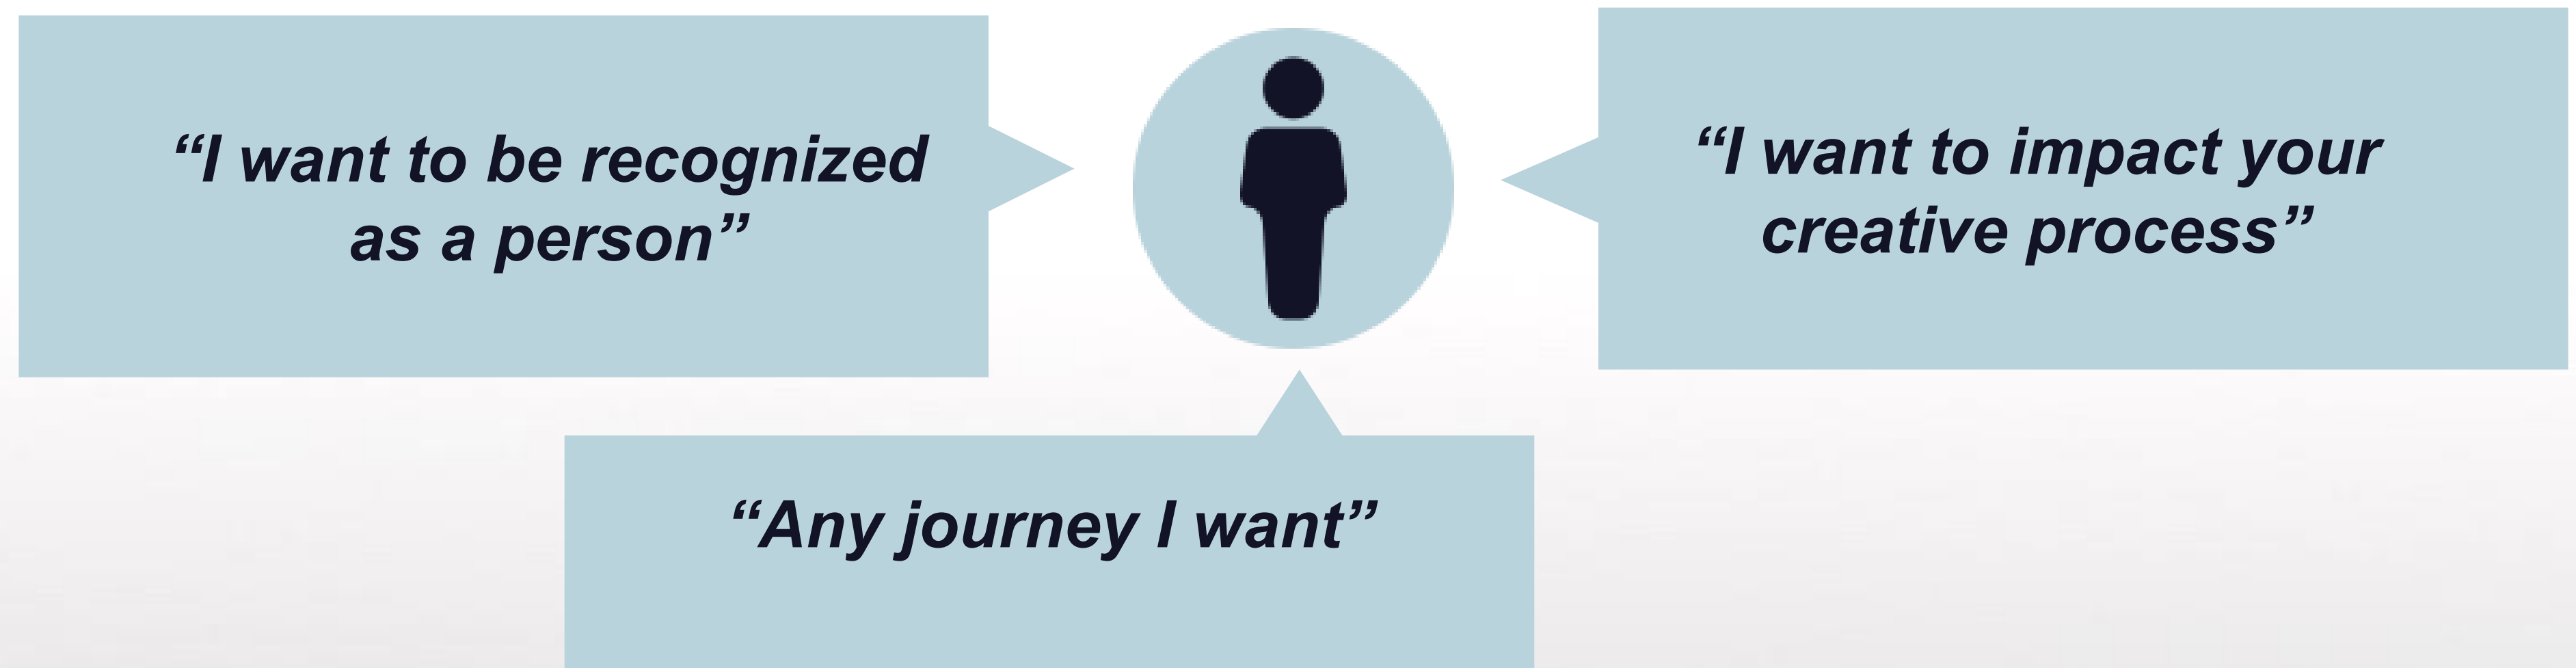 “I want to be recognized
as a person”
“I want to impact your
creative process”
“Any journey I want”